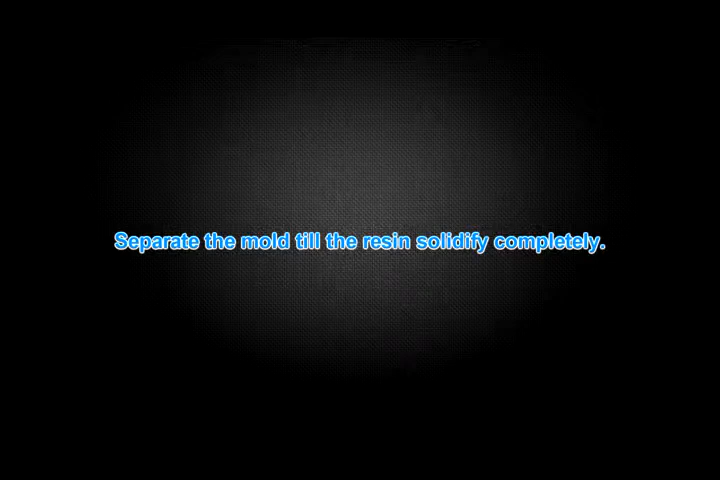 Separate the mold till the resin solidify completely.